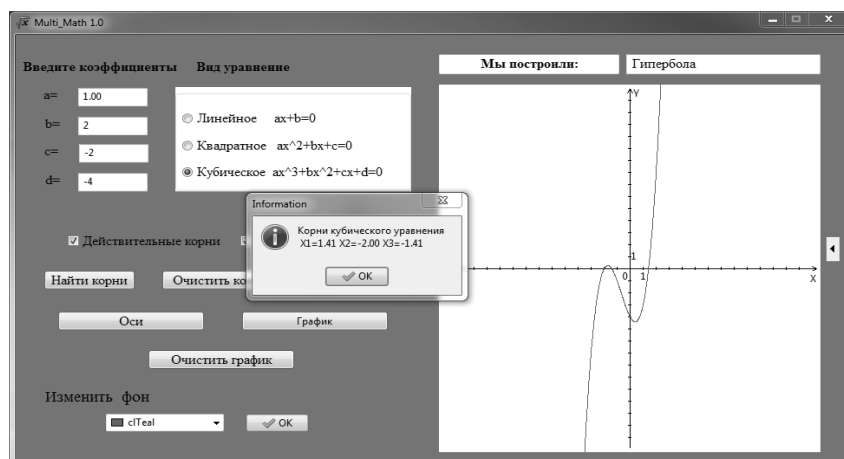 Multi_Math 1.0
Введите коэффициенты Вид уравнение
Мы построили: Гипербола
a= 1.00
b= 2
c= -2
d= -4
Линейное ax+b=0
Квадратное ax^2+bx+c=0
Кубическое ax^3+bx^2+cx+d=0
Information
Корни кубического уравнения
X1=1.41 X2=-2.00 X3=-1.41
OK
Действительные корни
Найти корни Очистить ко
Оси График
Очистить график
Изменить фон
clTeal OK
Y
1
0 1
X